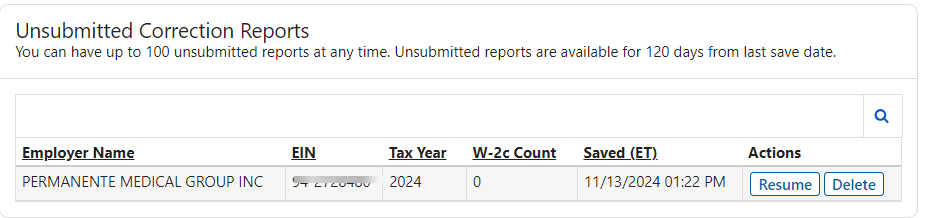 Unsubmitted Correction Reports
You can have up to 100 unsubmitted reports at any time. Unsubmitted reports are available for 120 days from last save date.
Employer Name EIN Tax Year W-2c Count Saved (ET) Actions
PERMANENTE MEDICAL GROUP INC 2024 0 11/13/2024 01:22 PM Resume Delete